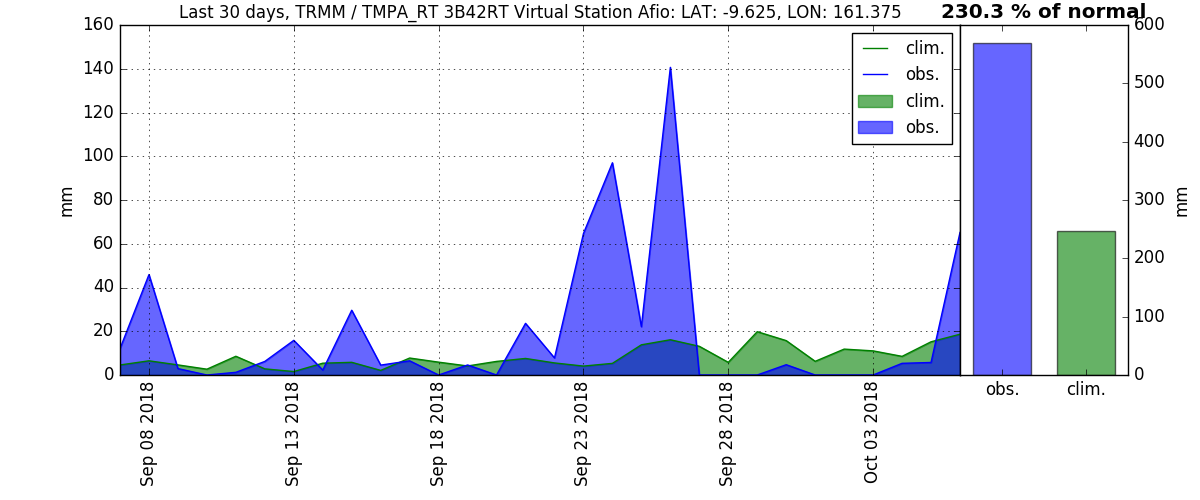 Last 30 days, TRMM / TMPA_RT 3B42RT Virtual Station Afio: LAT: -9.625, LON: 161.375
230.3 % of normal
160
140
120
100
80
60
40
20
0
mm
clim.
obs.
clim.
obs.
Sep 08 2018
Sep 13 2018
Sep 18 2018
Sep 23 2018
Sep 28 2018
Oct 03 2018
600
500
400
300
200
100
0
mm
obs.
clim.